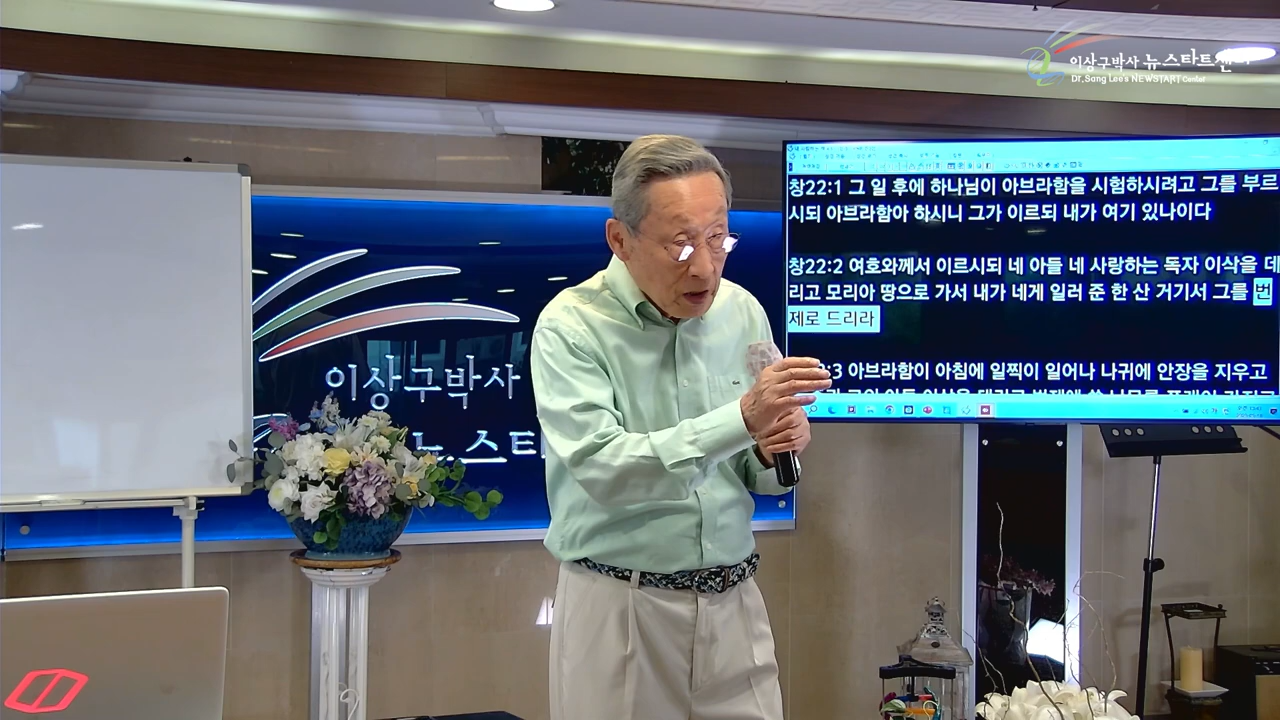 이상구박사 뉴스타트센터
Dr. Sang Lee's NEWSTART Center
창22:1 그 일 후에 하나님이 아브라함을 시험하시려고 그를 부르
시되 아브라함아 하시니 그가 이르되 내가 여기 있나이다
창22:2 여호와께서 이르시되 네 아들 네 사랑하는 독자 이삭을 데
리고 모리아 땅으로 가서 내가 네게 일러 준 한 산 거기서 그를 번
제로 드리라
:3 아브라함이 아침에 일찍이 일어나 나귀에 안장을 지우고
이상구박사
뉴스타